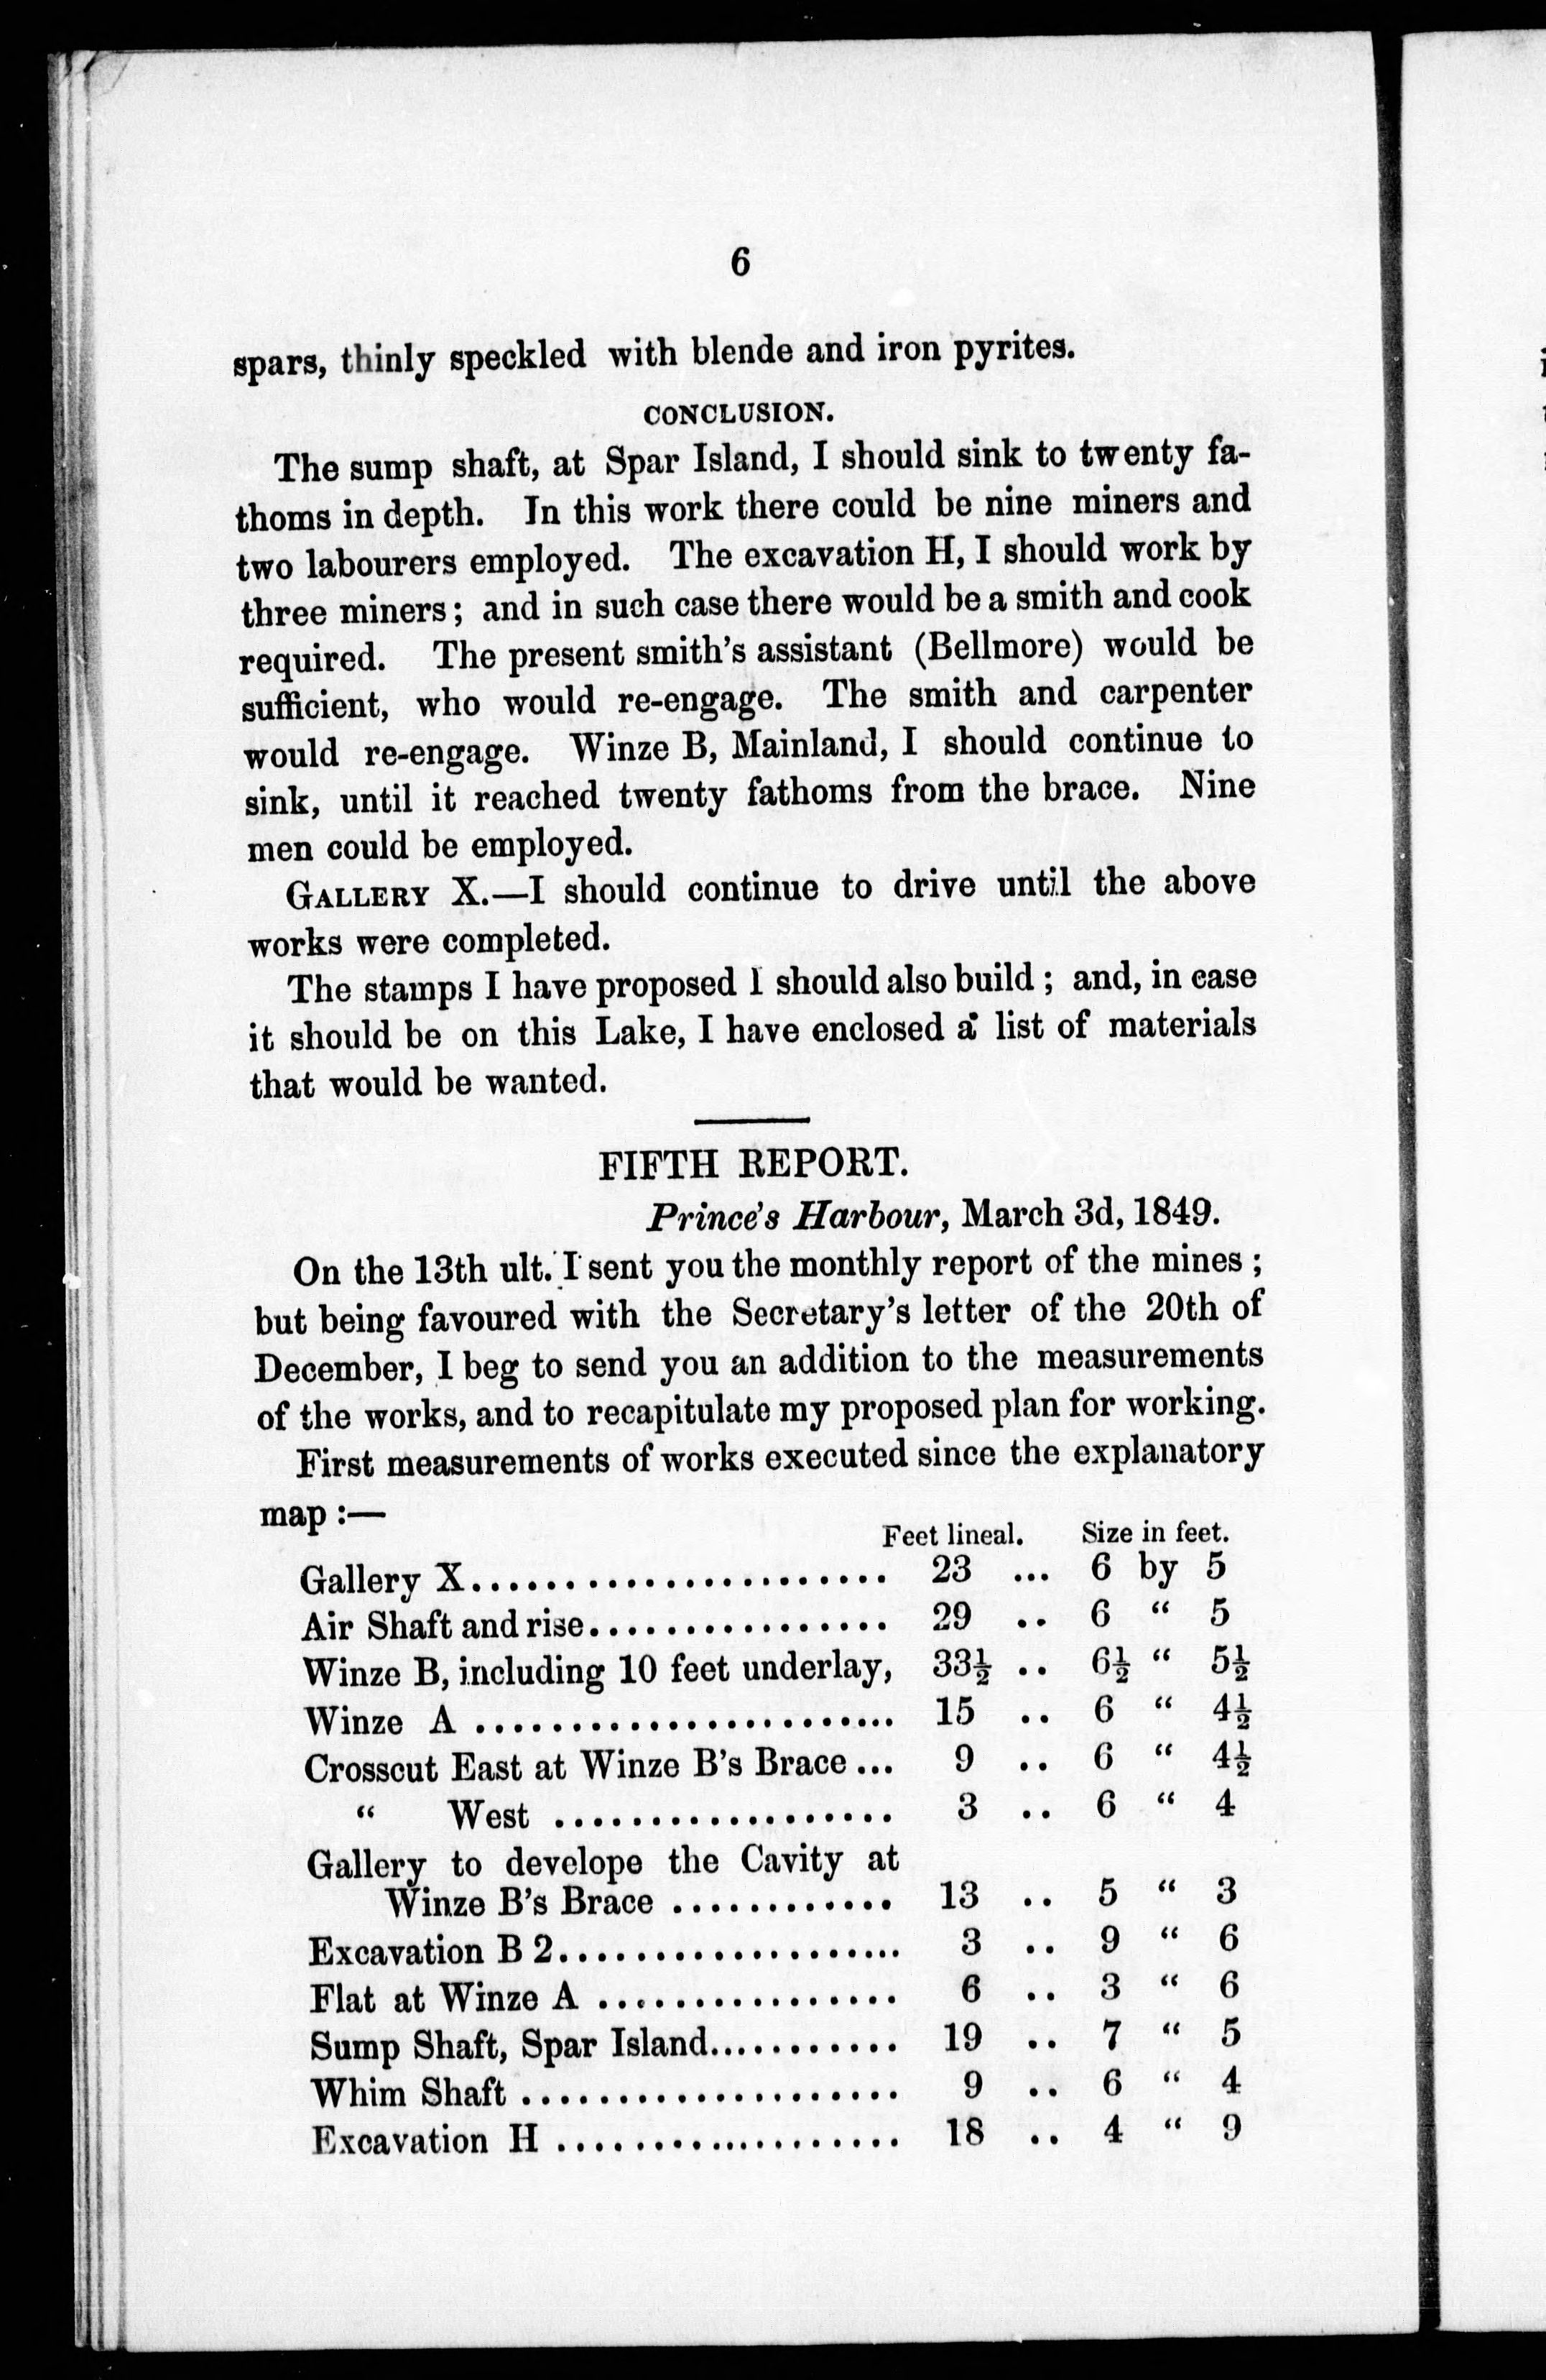 6
spars, thinly speckled with blende and iron pyrites.
CONCLUSION.
The sump shaft, at Spar Island, I should sink to twenty fa-
thoms in depth. In this work there could be nine miners and
two labourers employed. The excavation H, I should work by
three miners; and in such case there would be a smith and cook
required. The present smith's assistant (Bellmore) would be
sufficient, who would re-engage. The smith and carpenter
would re-engage. Winze B, Mainland, I should continue to
sink, until it reached twenty fathoms from the brace. Nine
men could be employed.
GALLERY X.—I should continue to drive until the above
works were completed.
The stamps I have proposed I should also build; and, in case
it should be on this Lake, I have enclosed a list of materials
that would be wanted.
FIFTH REPORT.
Prince's Harbour, March 3d, 1849.
On the 13th ult. I sent you the monthly report of the mines;
but being favoured with the Secretary's letter of the 20th of
December, I beg to send you an addition to the measurements
of the works, and to recapitulate my proposed plan for working.
First measurements of works executed since the explanatory
map:—
Feet lineal. Size in feet.
Gallery X........................ 23 ... 6 by 5
Air Shaft and rise................ 29 .. 6 “ 5
Winze B, including 10 feet underlay, 33½ .. 6½ “ 5½
Winze A ........................ 15 .. 6 “ 4½
Crosscut East at Winze B's Brace... 9 .. 6 “ 4½
“ West .................. 3 .. 6 “ 4
Gallery to develope the Cavity at
Winze B's Brace ............ 13 .. 5 “ 3
Excavation B 2................... 3 .. 9 “ 6
Flat at Winze A ................ 6 .. 3 “ 6
Sump Shaft, Spar Island........... 19 .. 7 “ 5
Whim Shaft .................... 9 .. 6 “ 4
Excavation H ................... 18 .. 4 “ 9